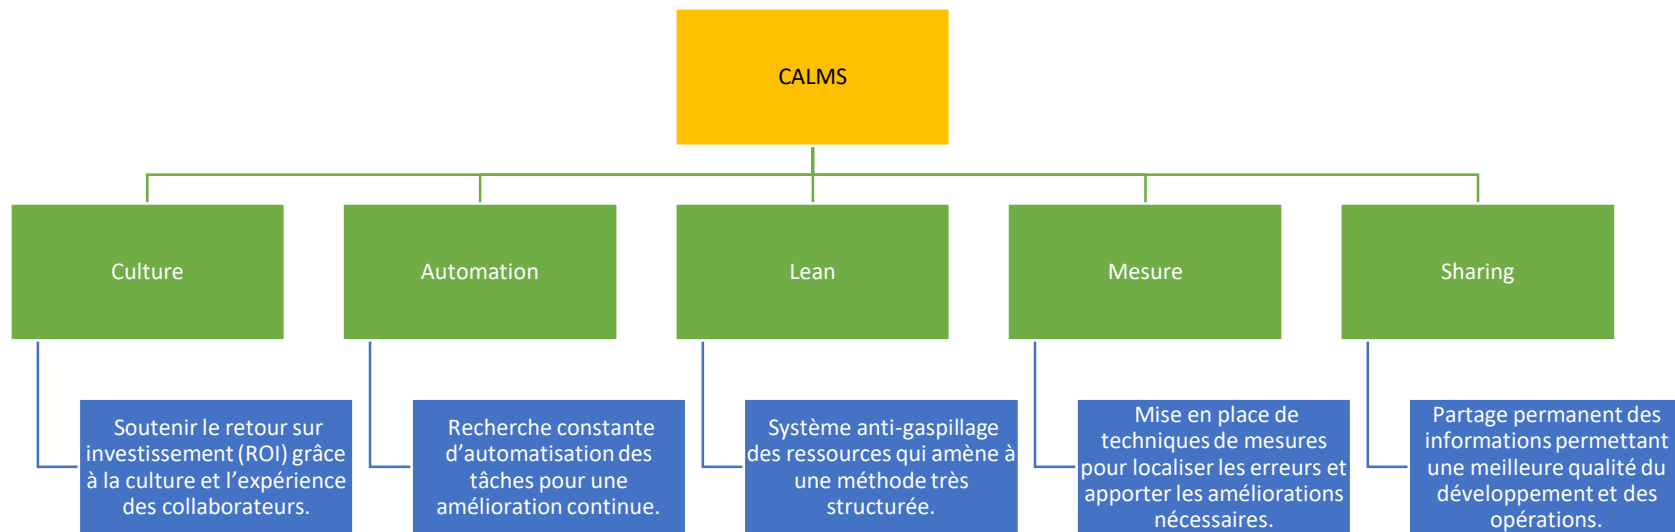 CALMS
Culture
Automation
Lean
Mesure
Sharing
Soutenir le retour sur
investissement (ROI) grâce
à la culture et l’expérience
des collaborateurs.
Recherche constante
d’automatisation des
tâches pour une
amélioration continue.
Système anti-gaspillage
des ressources qui amène à
une méthode très
structurée.
Mise en place de
techniques de mesures
pour localiser les erreurs et
apporter les améliorations
nécessaires.
Partage permanent des
informations permettant
une meilleure qualité du
développement et des
opérations.